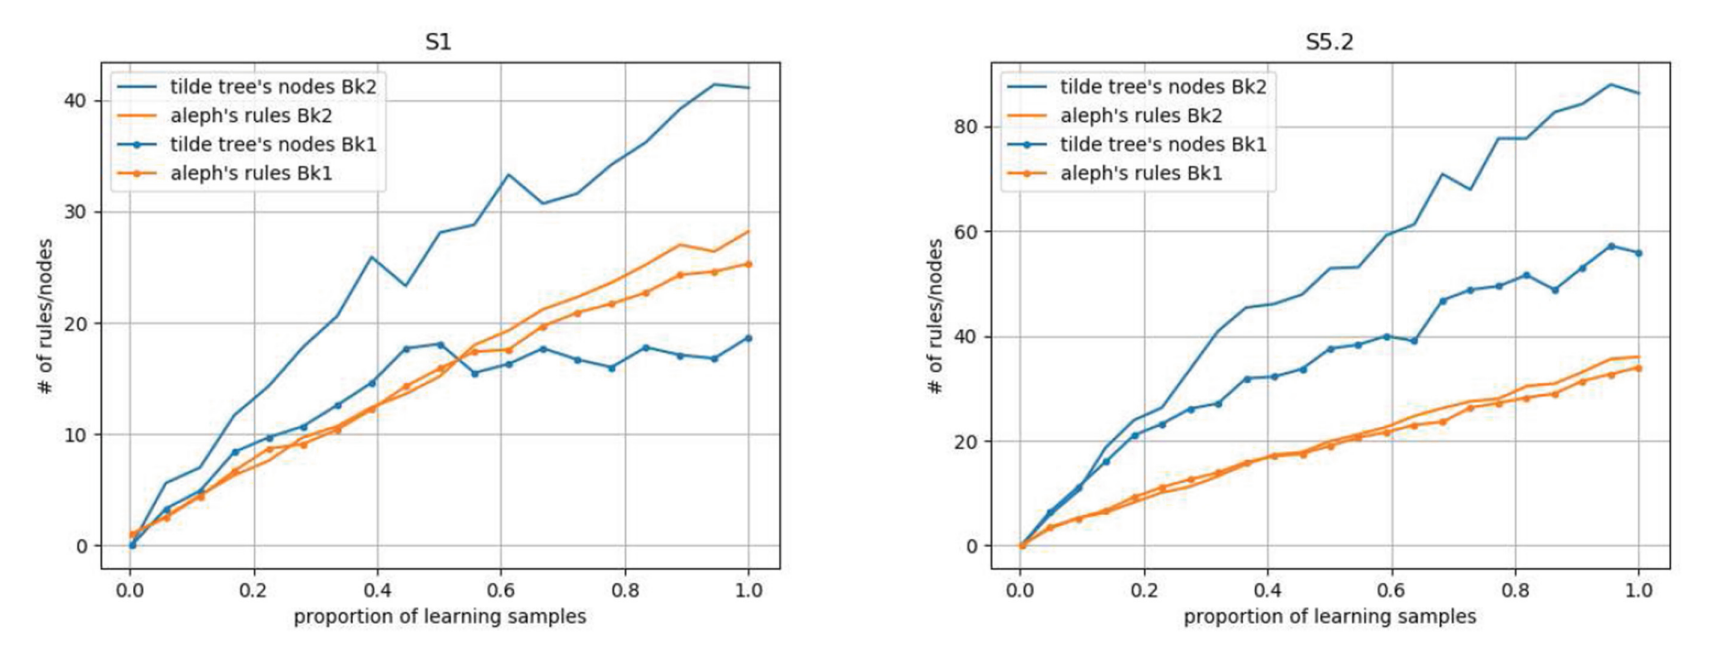 S1
tilde tree's nodes Bk2
aleph's rules Bk2
tilde tree's nodes Bk1
aleph's rules Bk1
# of rules/nodes
40
30
20
10
0
0.0 0.2 0.4 0.6 0.8 1.0
proportion of learning samples
S5.2
tilde tree's nodes Bk2
aleph's rules Bk2
tilde tree's nodes Bk1
aleph's rules Bk1
# of rules/nodes
80
60
40
20
0
0.0 0.2 0.4 0.6 0.8 1.0
proportion of learning samples